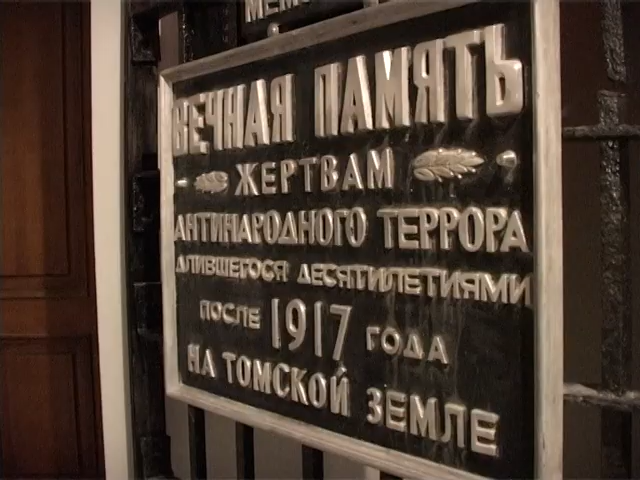 ВЕЧНАЯ ПАМЯТЬ
ЖЕРТВАМ
АНТИНАРОДНОГО ТЕРРОРА
ДЛИВШЕГОСЯ ДЕСЯТИЛЕТИЯМИ
ПОСЛЕ 1917 ГОДА
НА ТОМСКОЙ ЗЕМЛЕ